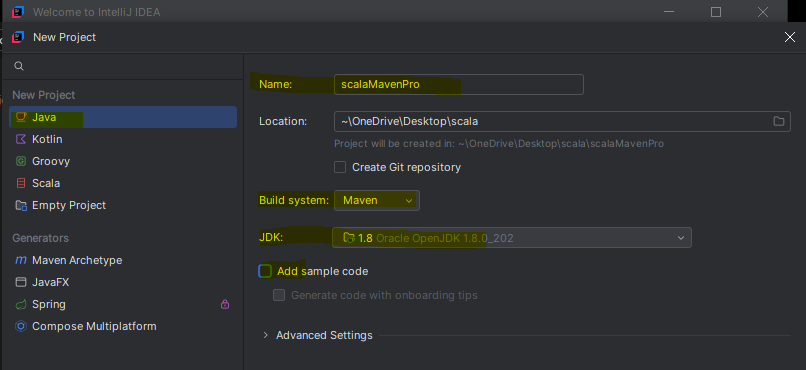 Welcome to IntelliJ IDEA
New Project
New Project
Java
Kotlin
Groovy
Scala
Empty Project
Generators
Maven Archetype
JavaFX
Spring
Compose Multiplatform
Name: scalaMavenPro
Location: ~\OneDrive\Desktop\scala
Project will be created in: ~\OneDrive\Desktop\scala\scalaMavenPro
Create Git repository
Build system: Maven
JDK: 1.8 Oracle OpenJDK 1.8.0_202
Add sample code
Generate code with onboarding tips
Advanced Settings